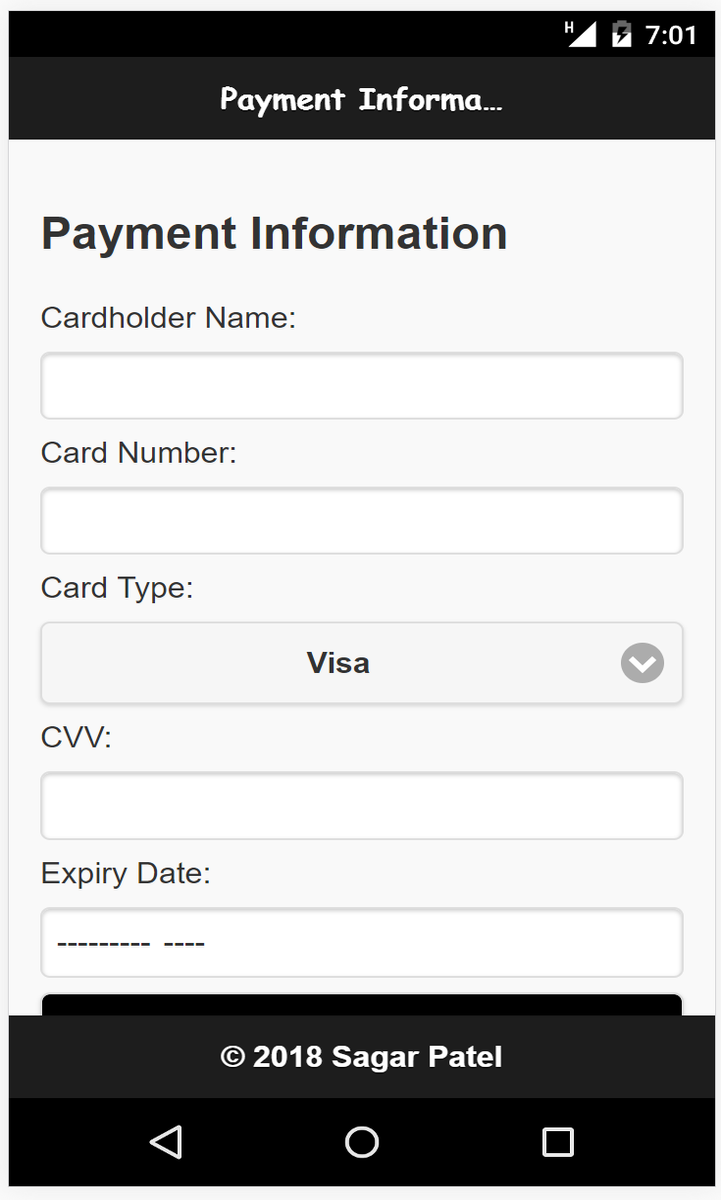 H 7:01
Payment Informa...
Payment Information
Cardholder Name:
Card Number:
Card Type:
Visa
CVV:
Expiry Date:
--------- ----
© 2018 Sagar Patel